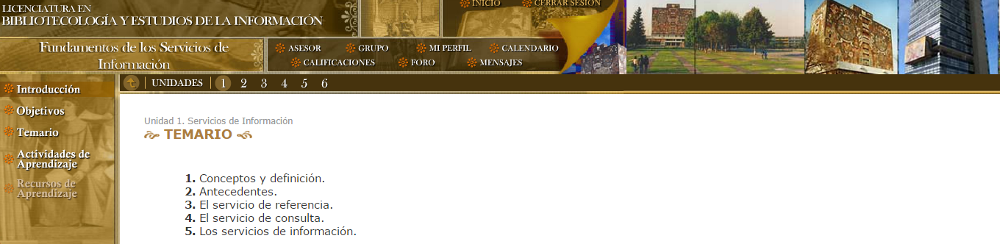 LICENCIATURA EN
BIBLIOTECOLOGÍA Y ESTUDIOS DE LA INFORMACIÓN
INICIO
CERRAR SESIÓN
Fundamentos de los Servicios de
Información
ASESOR
GRUPO
MI PERFIL
CALENDARIO
CALIFICACIONES
FORO
MENSAJES
UNIDADES 1 2 3 4 5 6
Introducción
Objetivos
Temario
Actividades de
Aprendizaje
Recursos de
Aprendizaje
Unidad 1. Servicios de Información
TEMARIO
1. Conceptos y definición.
2. Antecedentes.
3. El servicio de referencia.
4. El servicio de consulta.
5. Los servicios de información.